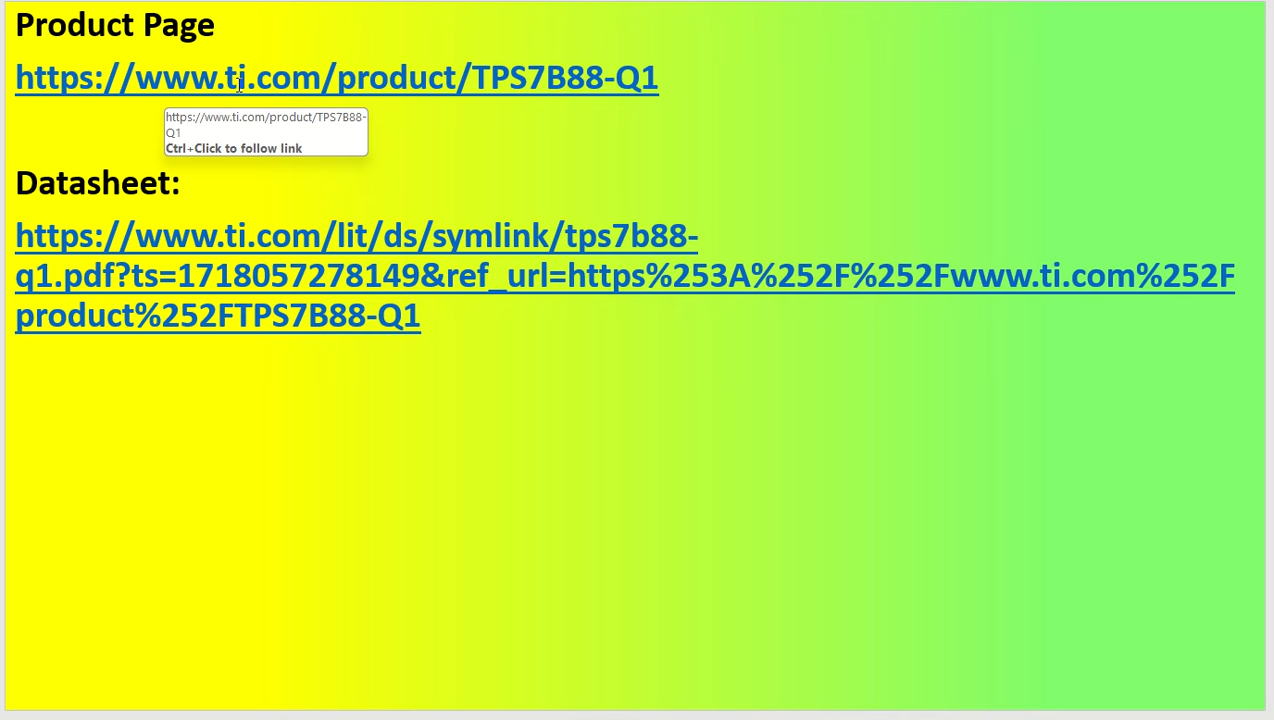 Product Page
https://www.ti.com/product/TPS7B88-Q1
https://www.ti.com/product/TPS7B88-
Q1
Ctrl+Click to follow link
Datasheet:
https://www.ti.com/lit/ds/symlink/tps7b88-
q1.pdf?ts=1718057278149&ref_url=https%253A%252F%252Fwww.ti.com%252F
product%252FTPS7B88-Q1